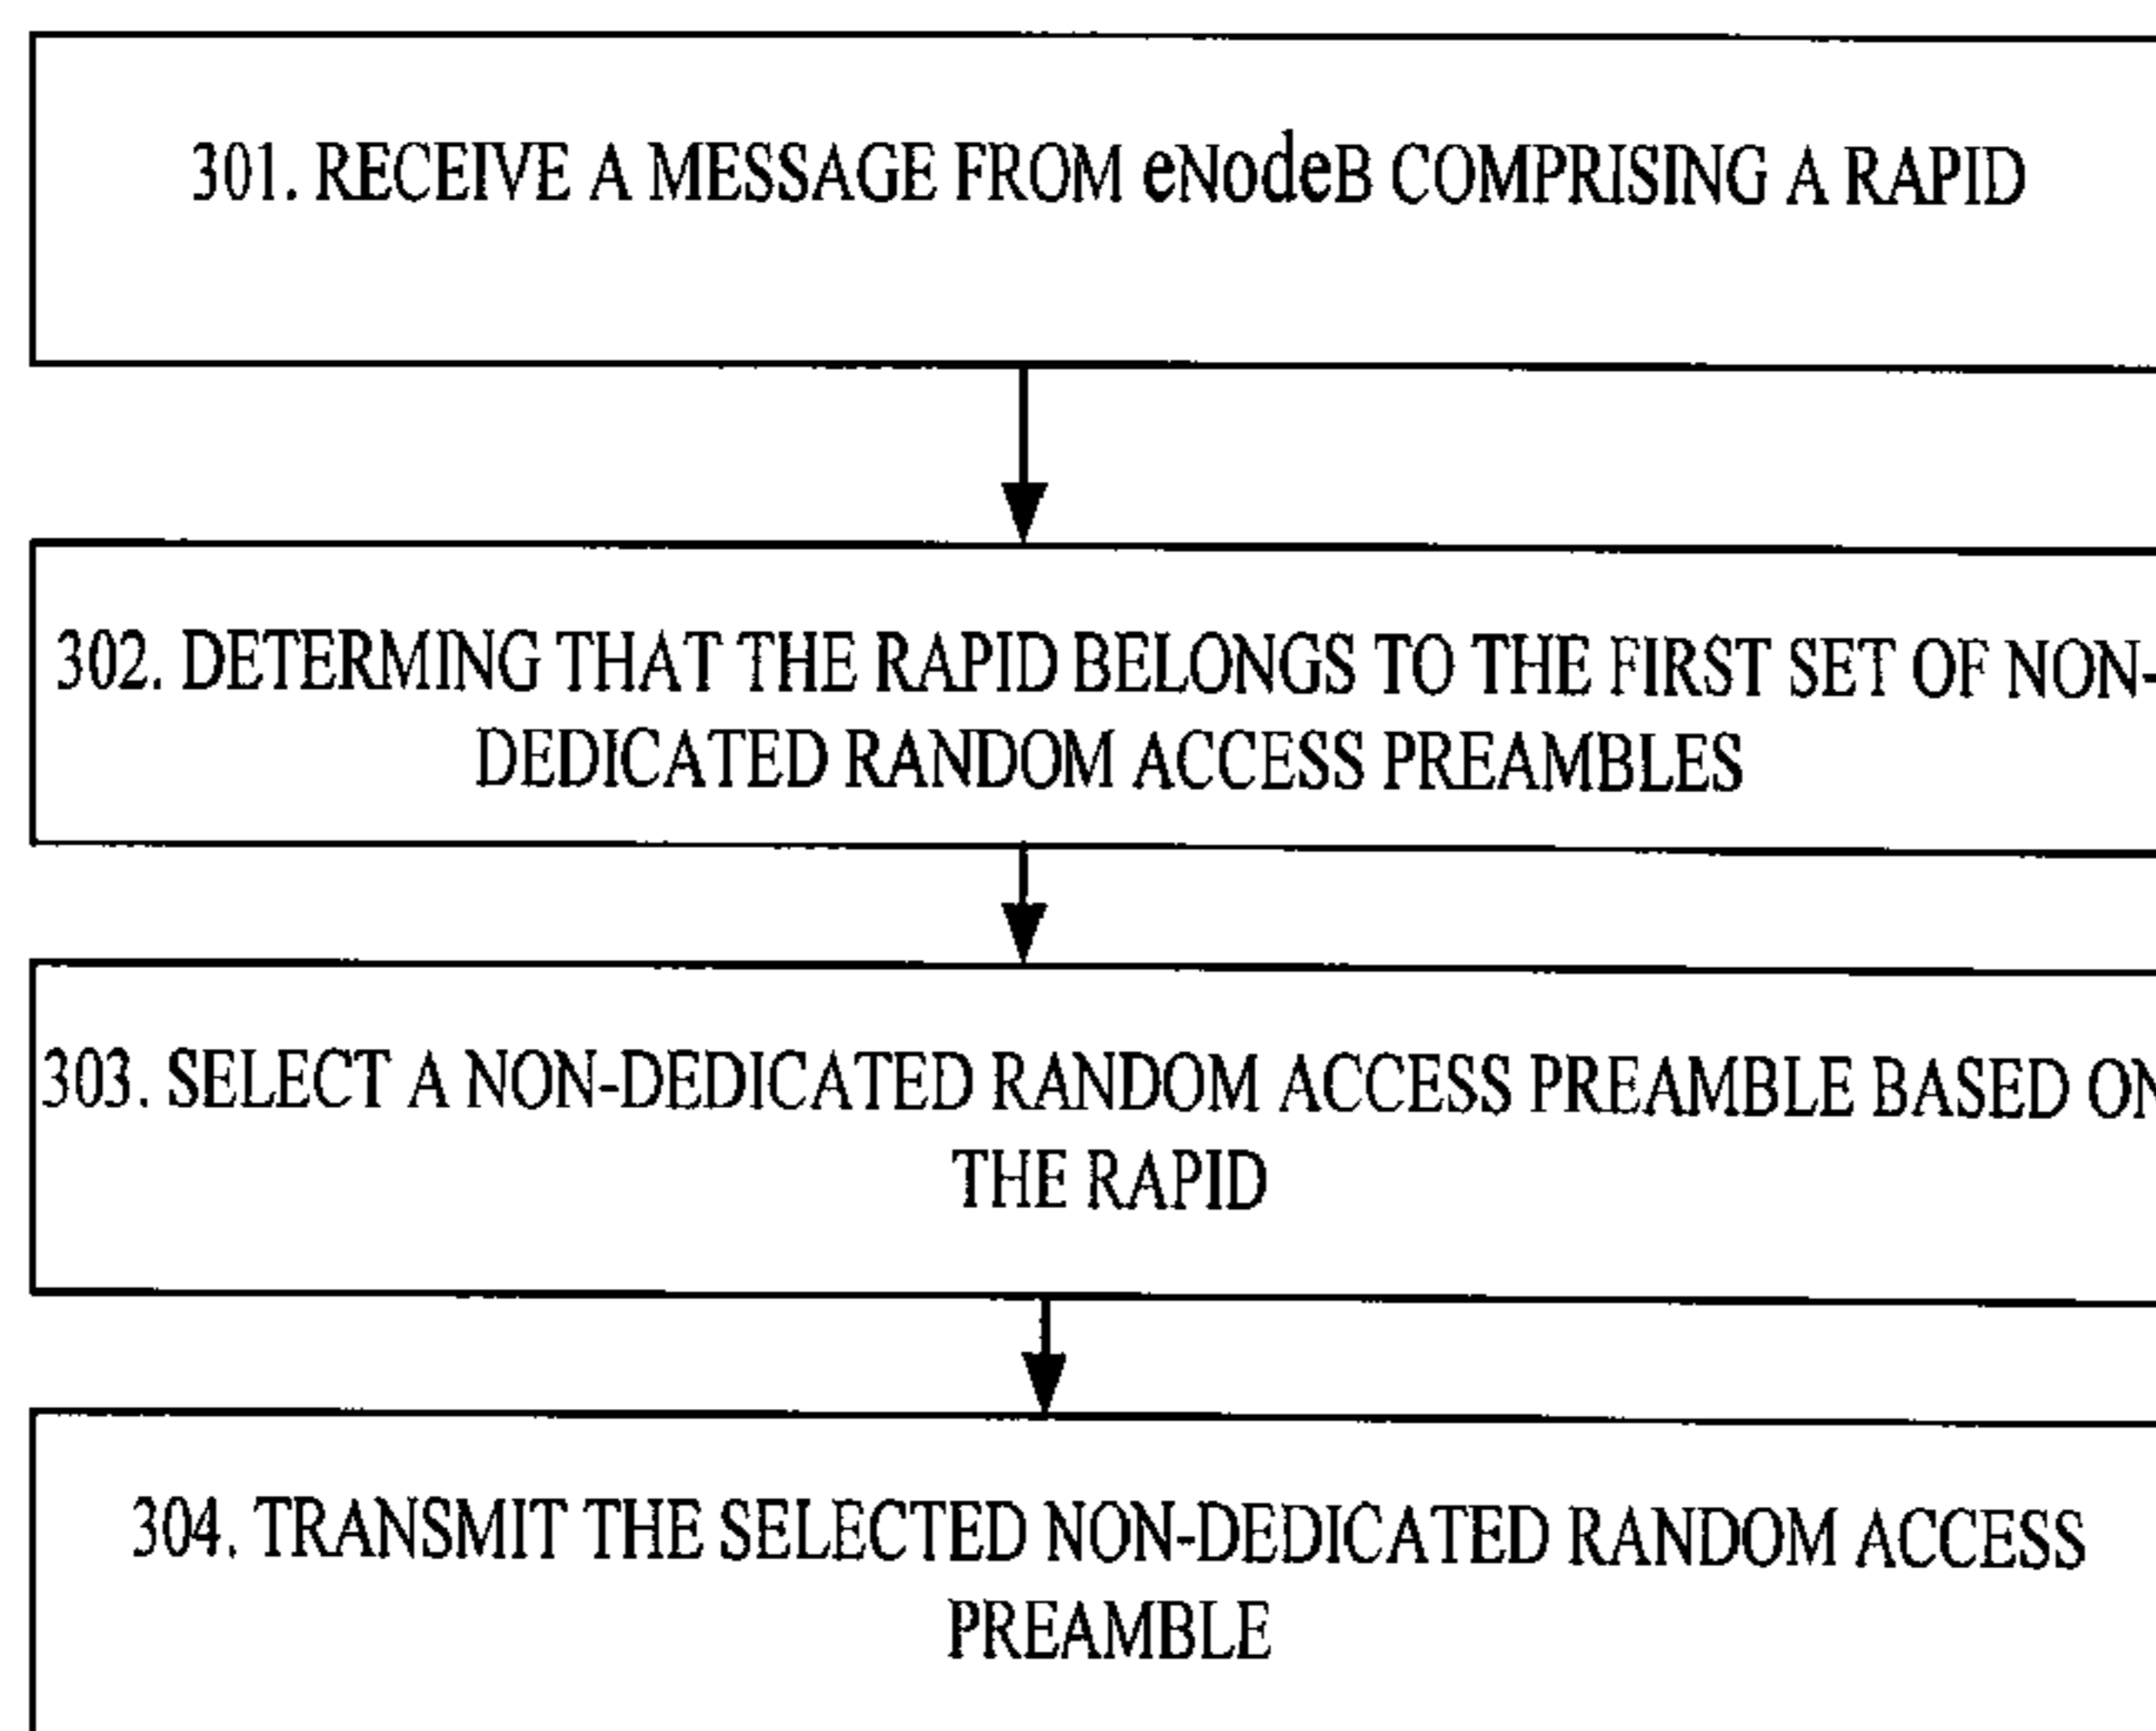 301. RECEIVE A MESSAGE FROM eNodeB COMPRISING A RAPID
302. DETERMING THAT THE RAPID BELONGS TO THE FIRST SET OF NON-
DEDICATED RANDOM ACCESS PREAMBLES
303. SELECT A NON-DEDICATED RANDOM ACCESS PREAMBLE BASED ON
THE RAPID
304. TRANSMIT THE SELECTED NON-DEDICATED RANDOM ACCESS
PREAMBLE